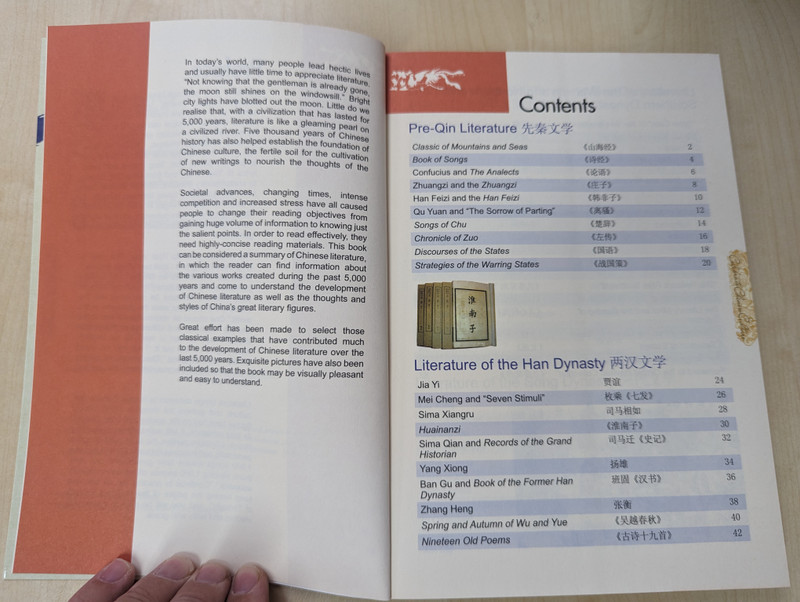 In today's world, many people lead hectic lives
and usually have little time to appreciate literature.
"Not knowing that the gentleman is already gone,
the moon still shines on the windowsill." Bright
city lights have blotted out the moon. Little do we
realise that, with a civilization that has lasted for
5,000 years, literature is like a gleaming pearl on
a civilized river. Five thousand years of Chinese
history has also helped establish the foundation of
Chinese culture, the fertile soil for the cultivation
of new writings to nourish the thoughts of the
Chinese.
Societal advances, changing times, intense
competition and increased stress have all caused
people to change their reading objectives from
gaining huge volume of information to knowing just
the salient points. In order to read effectively, they
need highly-concise reading materials. This book
can be considered a summary of Chinese literature,
in which the reader can find information about
the various works created during the past 5,000
years and come to understand the development
of Chinese literature as well as the thoughts and
styles of China's great literary figures.
Great effort has been made to select those
classical examples that have contributed much
to the development of Chinese literature over the
last 5,000 years. Exquisite pictures have also been
included so that the book may be visually pleasant
and easy to understand.
Contents
Pre-Qin Literature 先秦文学
Classic of Mountains and Seas 《山海经》 2
Book of Songs 《诗经》 4
Confucius and The Analects 《论语》 6
Zhuangzi and the Zhuangzi 《庄子》 8
Han Feizi and the Han Feizi 《韩非子》 10
Qu Yuan and "The Sorrow of Parting" 《离骚》 12
Songs of Chu 《楚辞》 14
Chronicle of Zuo 《左传》 16
Discourses of the States 《国语》 18
Strategies of the Warring States 《战国策》 20
淮南子
Literature of the Han Dynasty 两汉文学
Jia Yi 贾谊 24
Mei Cheng and "Seven Stimuli" 枚乘《七发》 26
Sima Xiangru 司马相如 28
Huainanzi 《淮南子》 30
Sima Qian and Records of the Grand 司马迁《史记》 32
Historian
Yang Xiong 扬雄 34
Ban Gu and Book of the Former Han 班固《汉书》 36
Dynasty
Zhang Heng 张衡 38
Spring and Autumn of Wu and Yue 《吴越春秋》 40
Nineteen Old Poems 《古诗十九首》 42